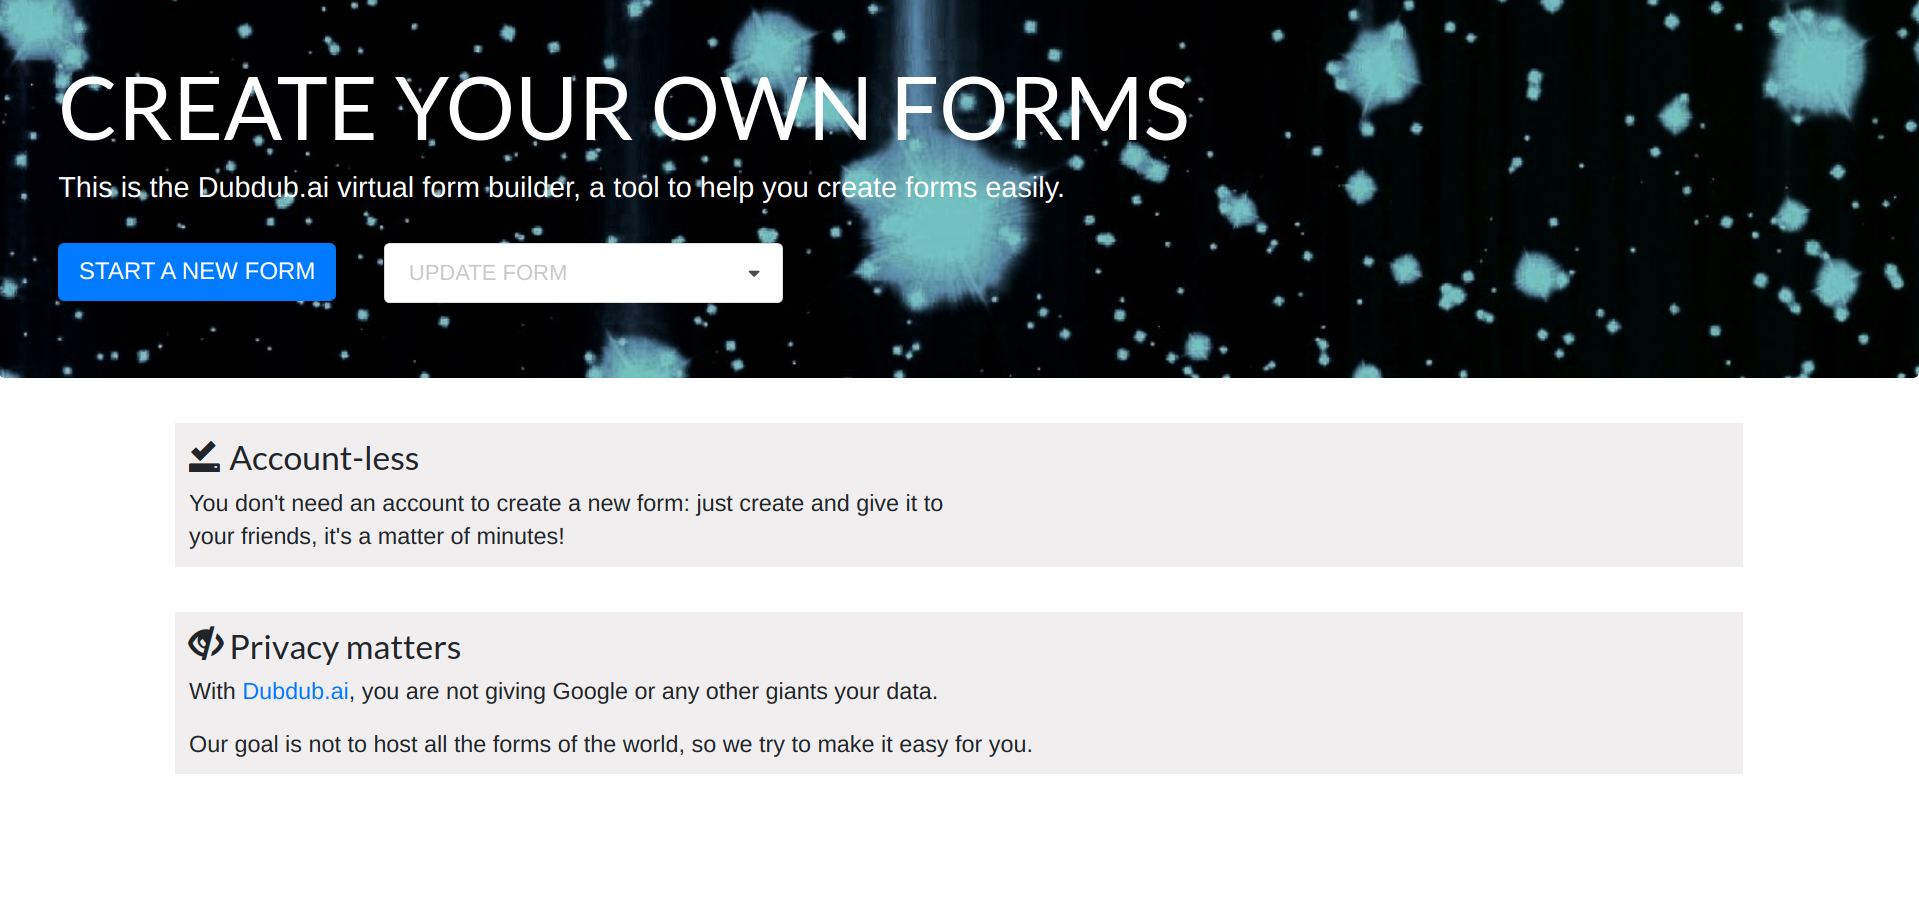 CREATE YOUR OWN FORMS
This is the Dubdub.ai virtual form builder, a tool to help you create forms easily.
START A NEW FORM
UPDATE FORM
Account-less
You don't need an account to create a new form: just create and give it to
your friends, it's a matter of minutes!
Privacy matters
With Dubdub.ai, you are not giving Google or any other giants your data.
Our goal is not to host all the forms of the world, so we try to make it easy for you.